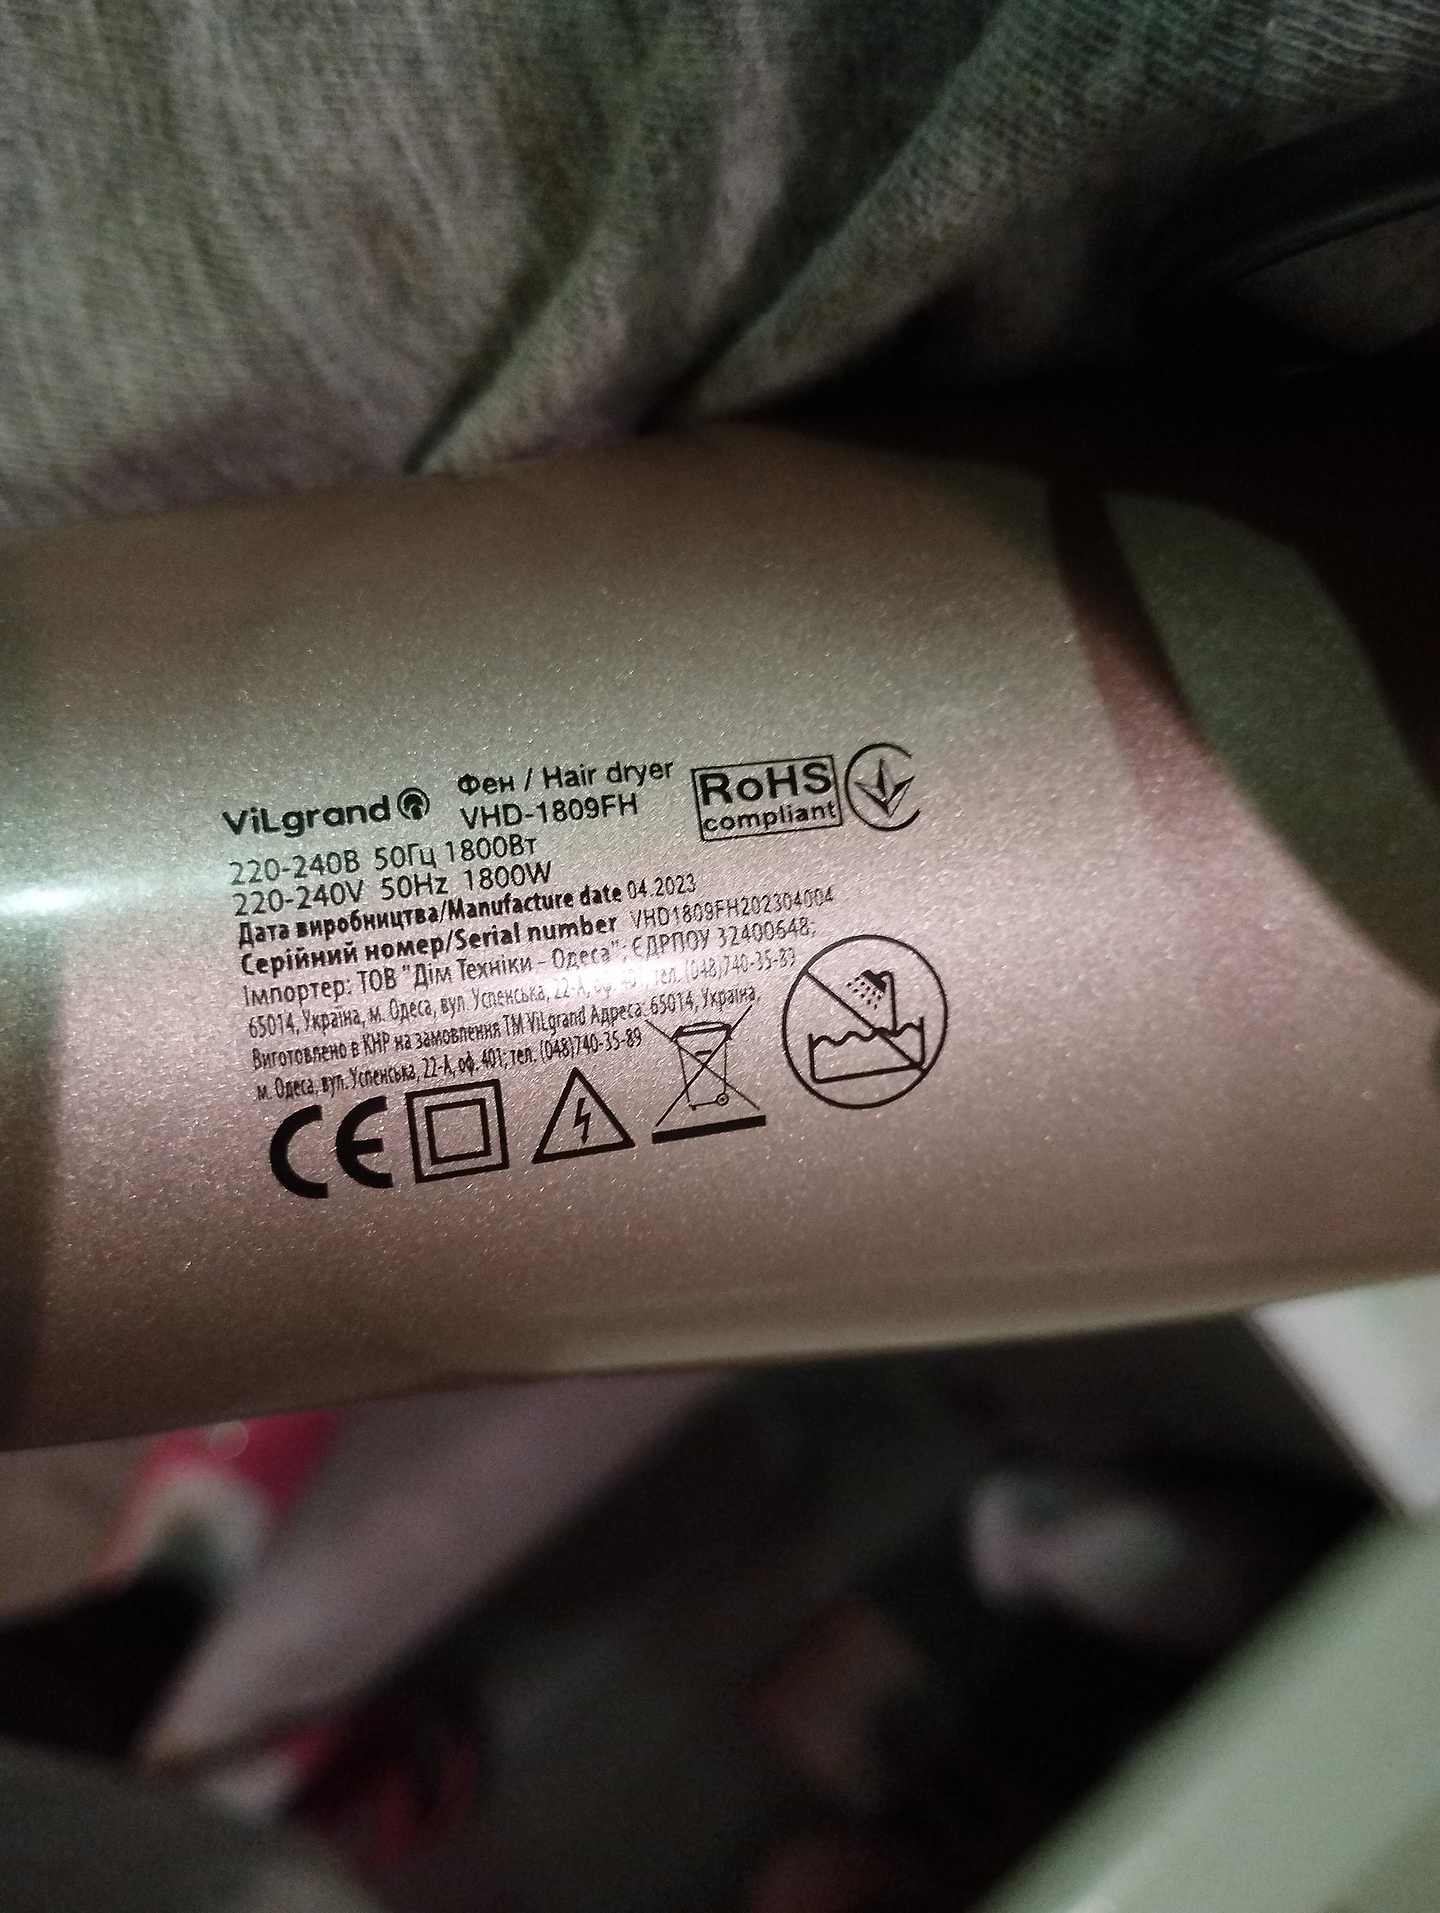 ViLgrand
Фен / Hair dryer
VHD-1809FH
RoHS
compliant
220-240В 50Гц 1800Вт
220-240V 50Hz 1800W
Дата виробництва/Manufacture date 04.2023
Серійний номер/Serial number VHD1809FH202304004
Імпортер: ТОВ "Дім Техніки - Одеса", ЄДРПОУ 32400648,
65014, Україна, м. Одеса, вул. Успенська, 22-А, оф. 401, тел. (048)740-35-89
Виготовлено в КНР на замовлення ТМ ViLgrand Адреса: 65014, Україна,
м. Одеса, вул. Успенська, 22-А, оф. 401, тел. (048)740-35-89
CE